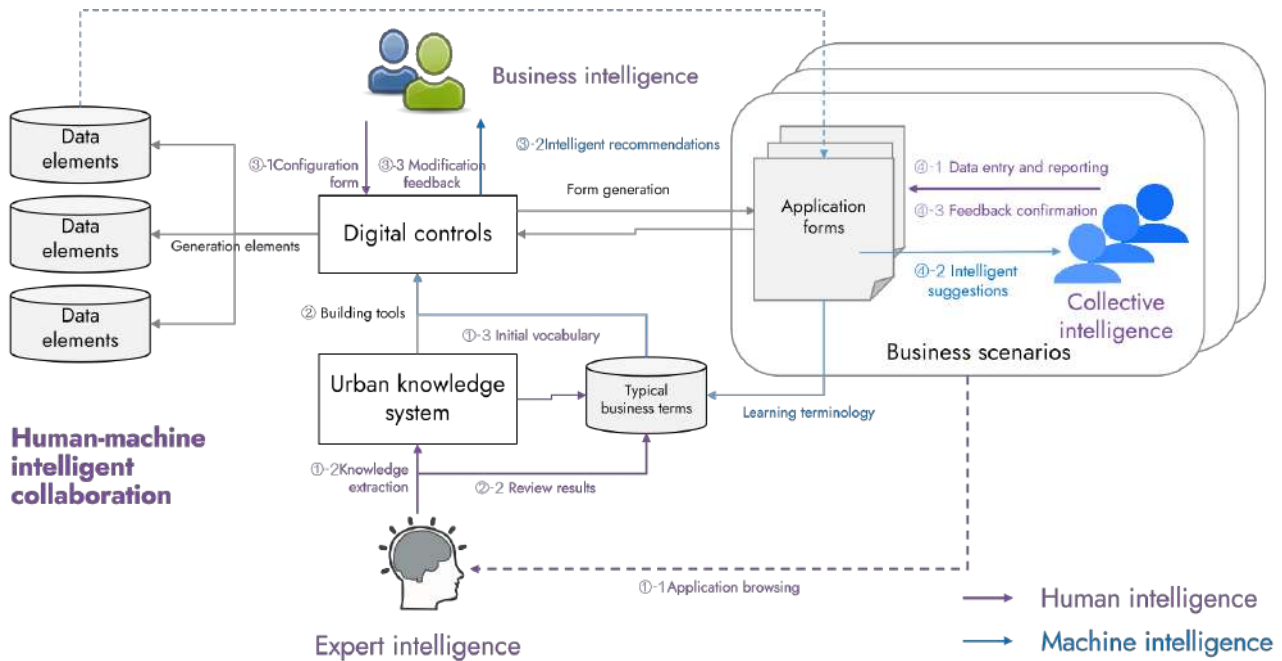 Business intelligence
Data
elements
③-1Configuration
form
③-3 Modification
feedback
③-2Intelligent recommendations
Form generation
Application
forms
④-1 Data entry and reporting
④-3 Feedback confirmation
④-2 Intelligent
suggestions
Collective
intelligence
Business scenarios
Data
elements
Generation elements
Digital controls
Data
elements
② Building tools
①-3 Initial vocabulary
Urban knowledge
system
Typical
business terms
Learning terminology
Human-machine
intelligent
collaboration
①-2Knowledge
extraction
②-2 Review results
①-1Application browsing
Expert intelligence
Human intelligence
Machine intelligence